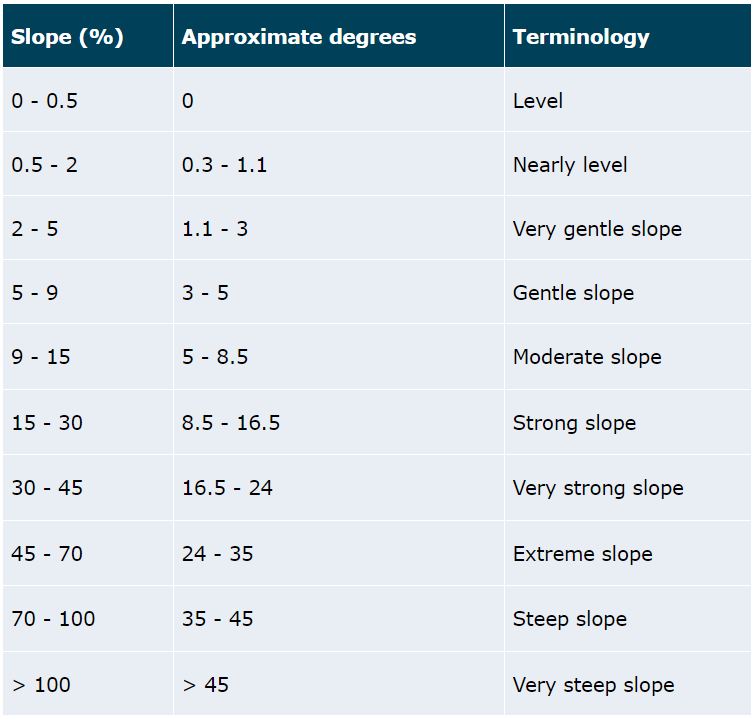 Slope (%) Approximate degrees Terminology
0 - 0.5 0 Level
0.5 - 2 0.3 - 1.1 Nearly level
2 - 5 1.1 - 3 Very gentle slope
5 - 9 3 - 5 Gentle slope
9 - 15 5 - 8.5 Moderate slope
15 - 30 8.5 - 16.5 Strong slope
30 - 45 16.5 - 24 Very strong slope
45 - 70 24 - 35 Extreme slope
70 - 100 35 - 45 Steep slope
> 100 > 45 Very steep slope